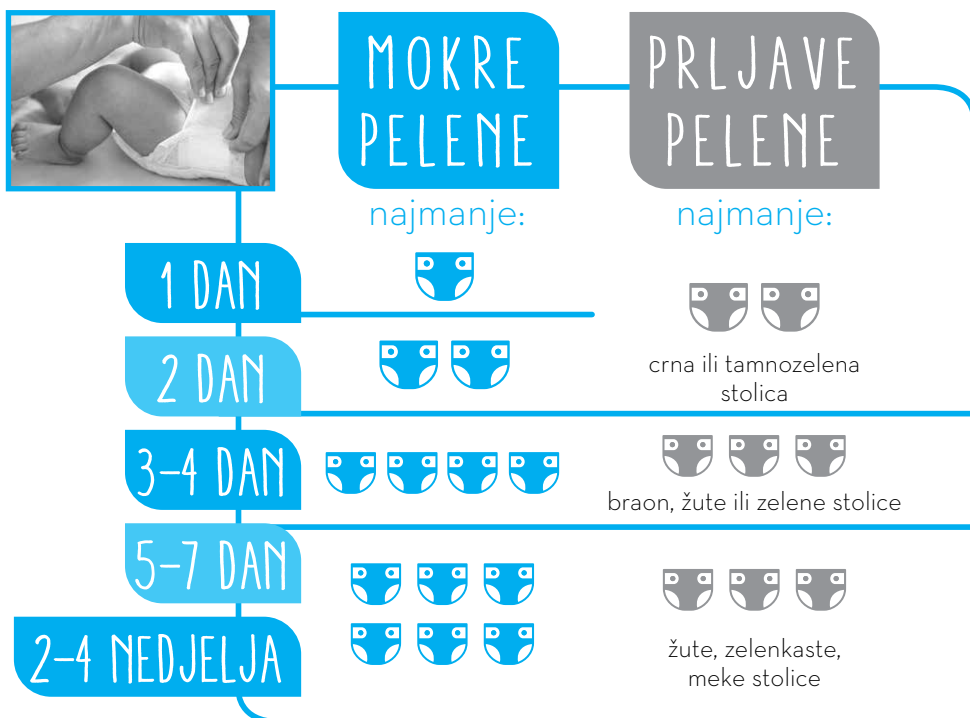 MOKRE
PELENE
PRLJAVE
PELENE
najmanje:
najmanje:
1 DAN
2 DAN
crna ili tamnozelena
stolica
3–4 DAN
braon, žute ili zelene stolice
5–7 DAN
2–4 NEDJELJA
žute, zelenkaste,
meke stolice